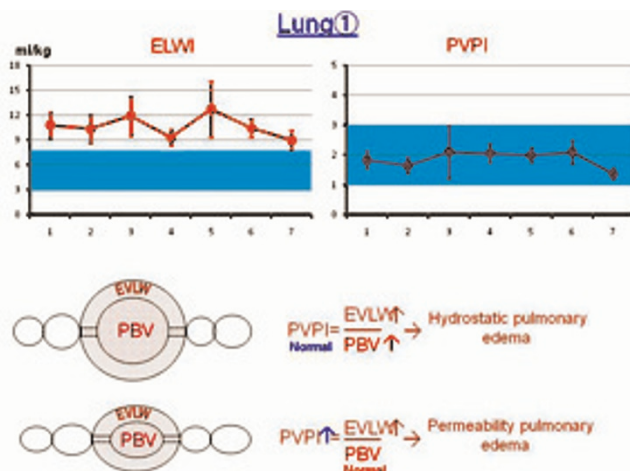 Lung①
ml/kg
ELWI
PVPI
18
15
12
9
6
3
0
1 2 3 4 5 6 7
5
4
3
2
1
0
1 2 3 4 5 6 7
EVLW
PBV
PVPI= EVLW↑ → Hydrostatic pulmonary
Normal PBV↑ edema
EVLW
PBV
PVPI↑= EVLW↑ → Permeability pulmonary
PBV edema
Normal